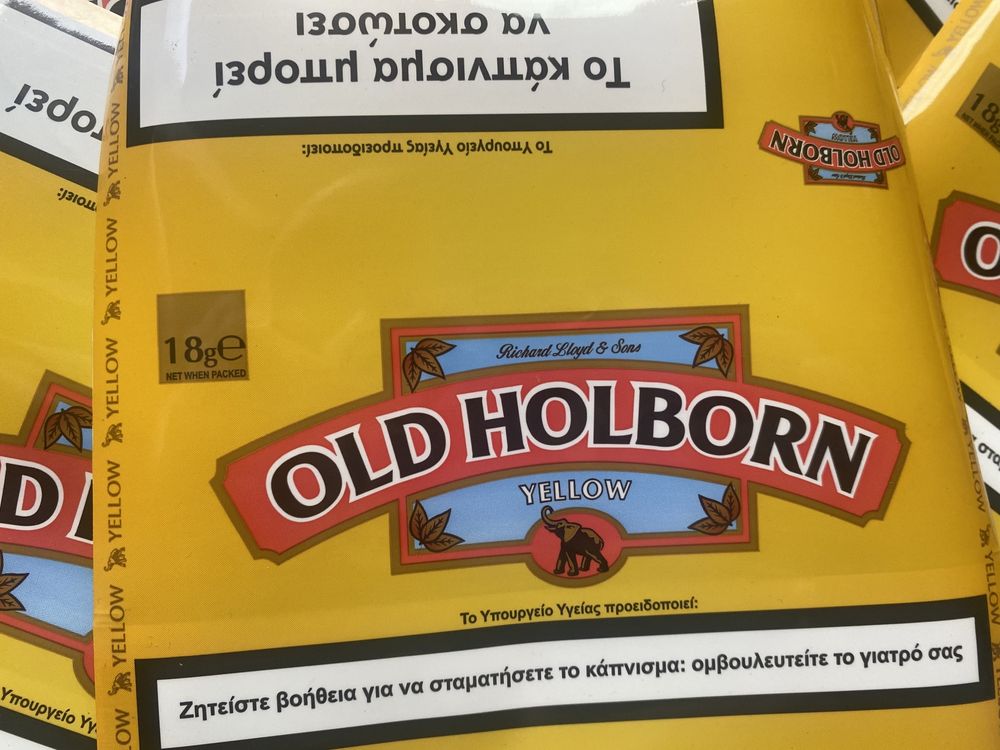 Το κάπνισμα μπορεί
να σκοτώσει
Το Υπουργείο Υγείας προειδοποιεί:
OLD HOLBORN
18g℮
NET WHEN PACKED
Richard Lloyd & Sons
OLD HOLBORN
YELLOW
Το Υπουργείο Υγείας προειδοποιεί:
Ζητείστε βοήθεια για να σταματήσετε το κάπνισμα: ομβουλευτείτε το γιατρό σας
YELLOW YELLOW YELLOW YELLOW YELLOW